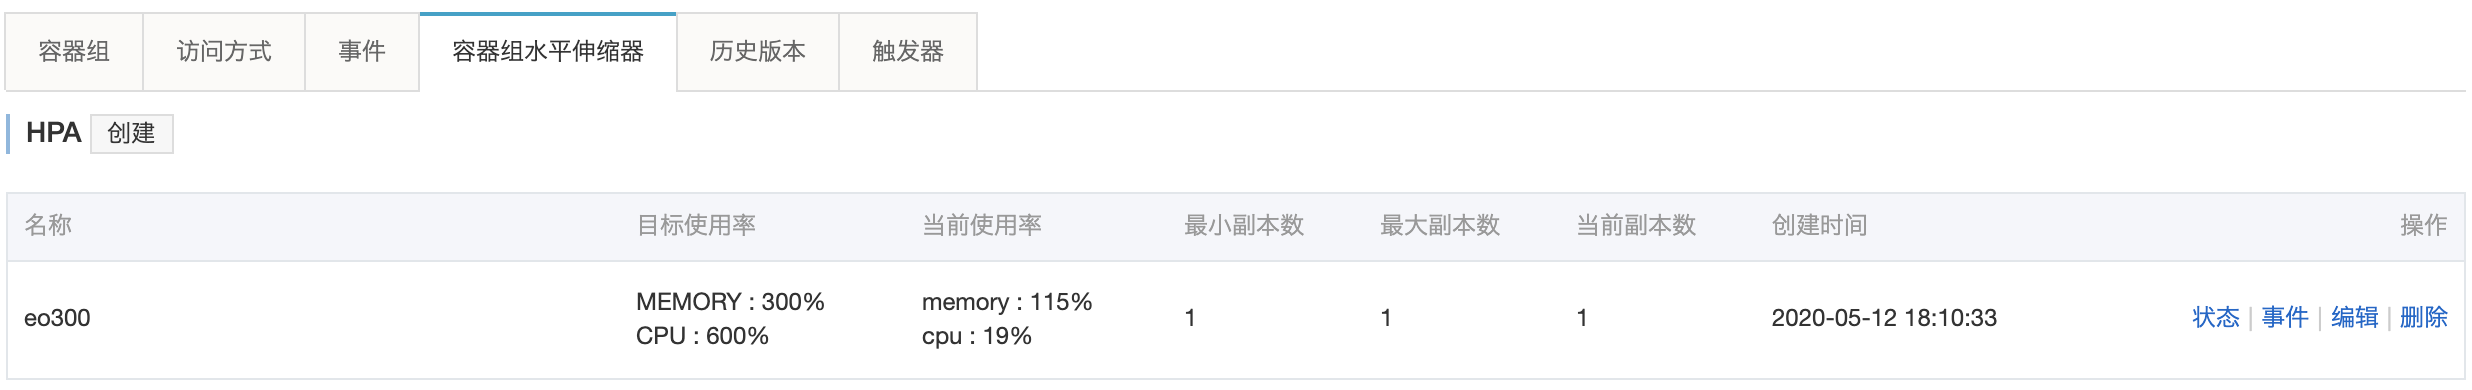 容器组 访问方式 事件 容器组水平伸缩器 历史版本 触发器
HPA 创建
名称 目标使用率 当前使用率 最小副本数 最大副本数 当前副本数 创建时间 操作
eo300 MEMORY : 300% memory : 115% 1 1 1 2020-05-12 18:10:33 状态 | 事件 | 编辑 | 删除
CPU : 600% cpu : 19%